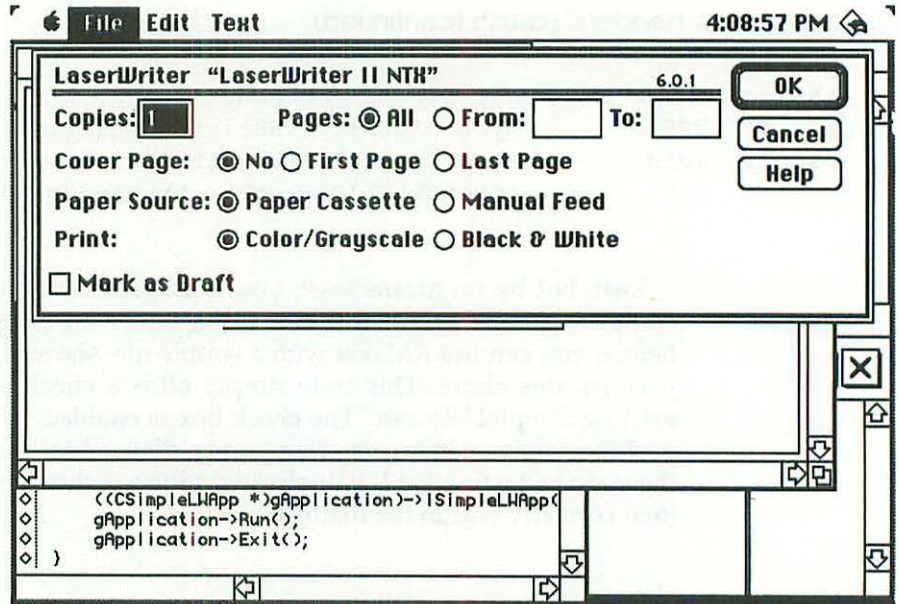 File Edit Text 4:08:57 PM
LaserWriter “LaserWriter II NTX” 6.0.1 OK
Copies: 1 Pages: All From: To: Cancel
Cover Page: No First Page Last Page Help
Paper Source: Paper Cassette Manual Feed
Print: Color/Grayscale Black & White
Mark as Draft
((CSimpleLWApp *)gApplication)->ISimpleLWApp(
gApplication->Run();
gApplication->Exit();
}